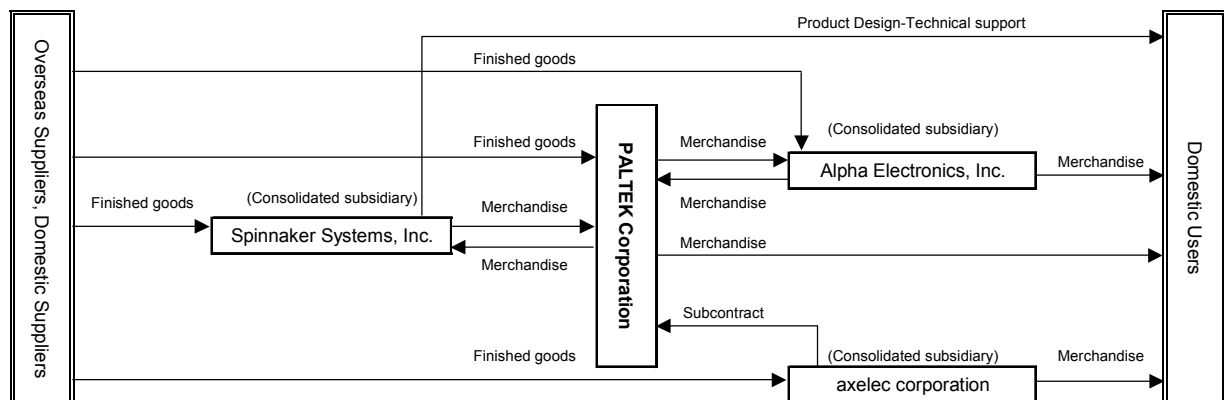 Product Design-Technical support
Overseas Suppliers, Domestic Suppliers
Finished goods
Finished goods
Finished goods
(Consolidated subsidiary)
Spinnaker Systems, Inc.
Merchandise
Merchandise
PALTEK Corporation
Merchandise
Merchandise
(Consolidated subsidiary)
Alpha Electronics, Inc.
Merchandise
Merchandise
Subcontract
Finished goods
(Consolidated subsidiary)
axelec corporation
Merchandise
Domestic Users